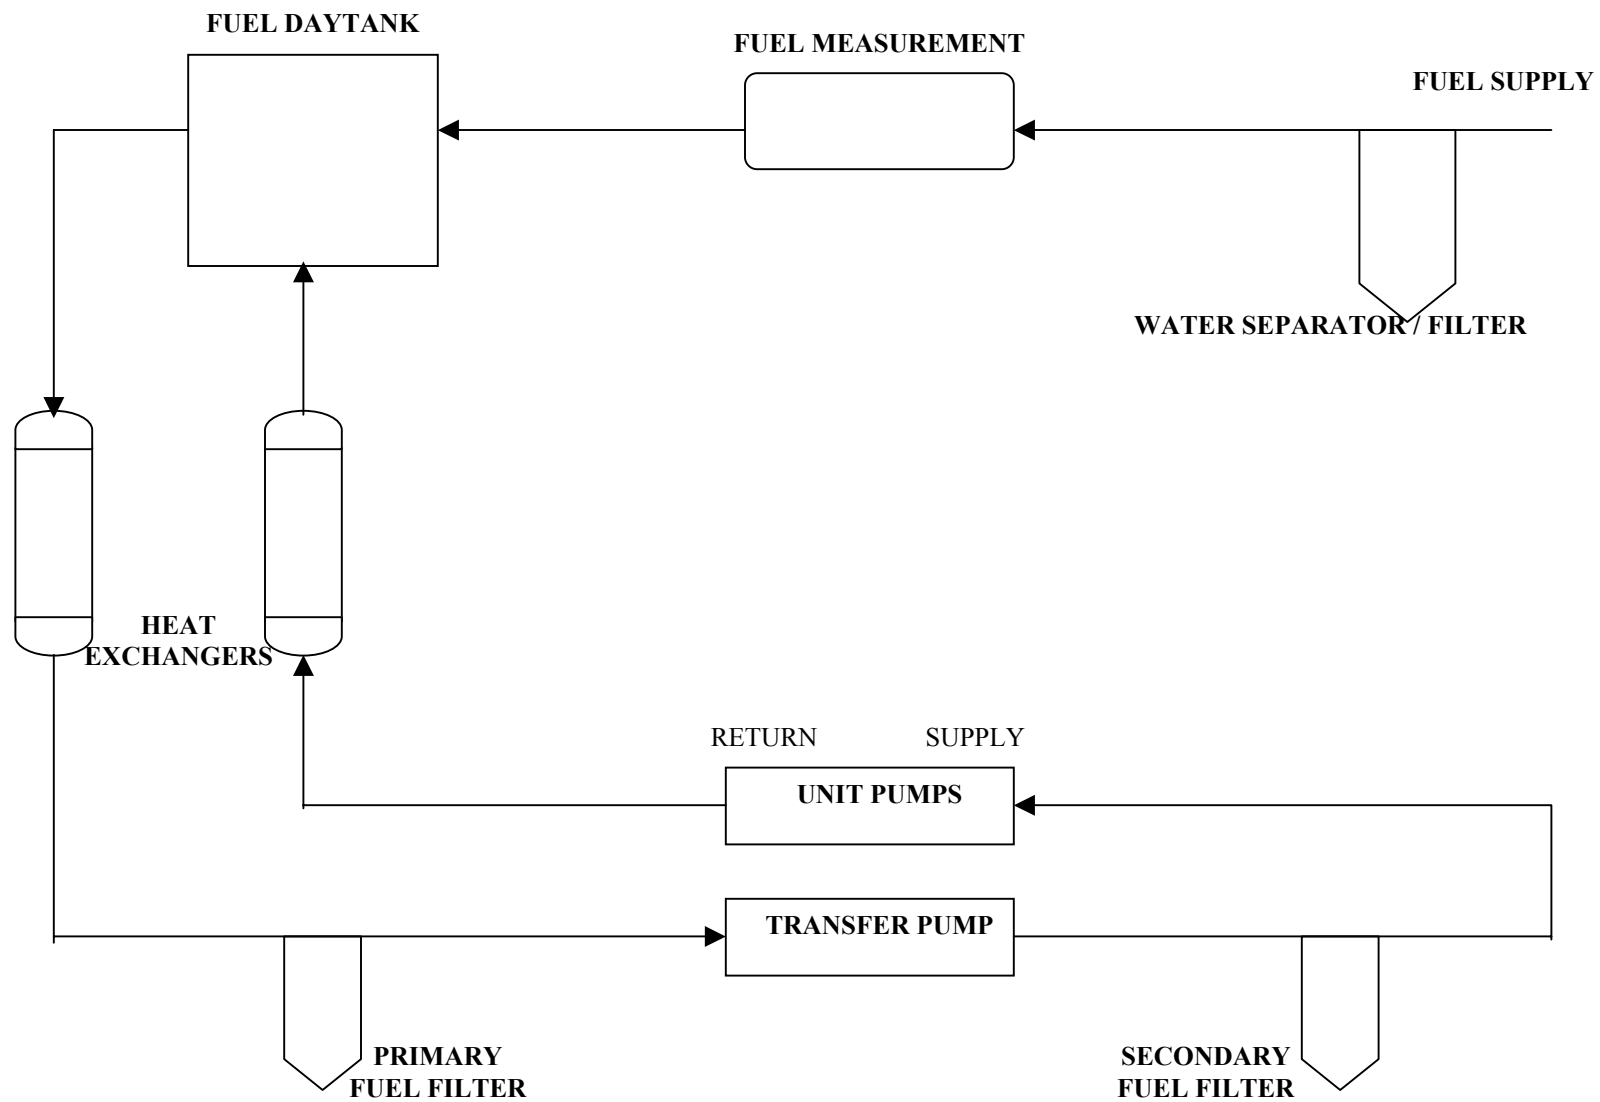 FUEL DAYTANK
FUEL MEASUREMENT
FUEL SUPPLY
WATER SEPARATOR / FILTER
HEAT
EXCHANGERS
RETURN
SUPPLY
UNIT PUMPS
TRANSFER PUMP
PRIMARY
FUEL FILTER
SECONDARY
FUEL FILTER